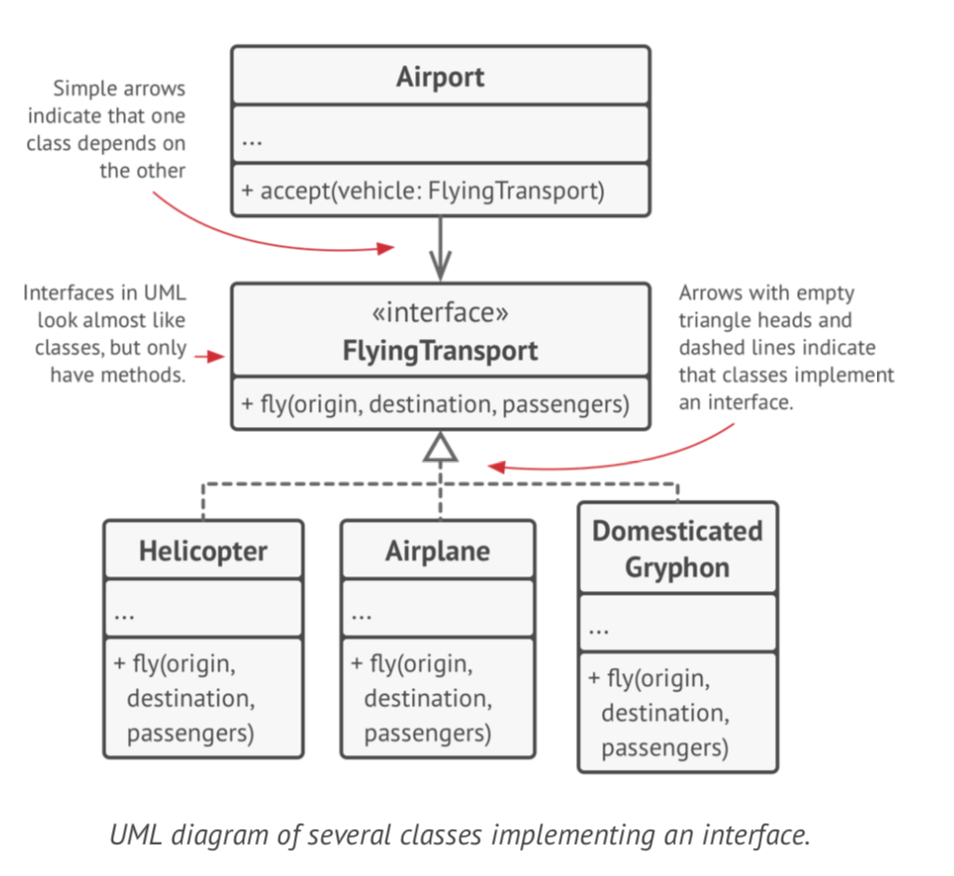 Simple arrows
indicate that one
class depends on
the other
Airport
...
+ accept(vehicle: FlyingTransport)
Interfaces in UML
look almost like
classes, but only
have methods.
«interface»
FlyingTransport
+ fly(origin, destination, passengers)
Arrows with empty
triangle heads and
dashed lines indicate
that classes implement
an interface.
Helicopter
...
+ fly(origin,
destination,
passengers)
Airplane
...
+ fly(origin,
destination,
passengers)
Domesticated
Gryphon
...
+ fly(origin,
destination,
passengers)
UML diagram of several classes implementing an interface.